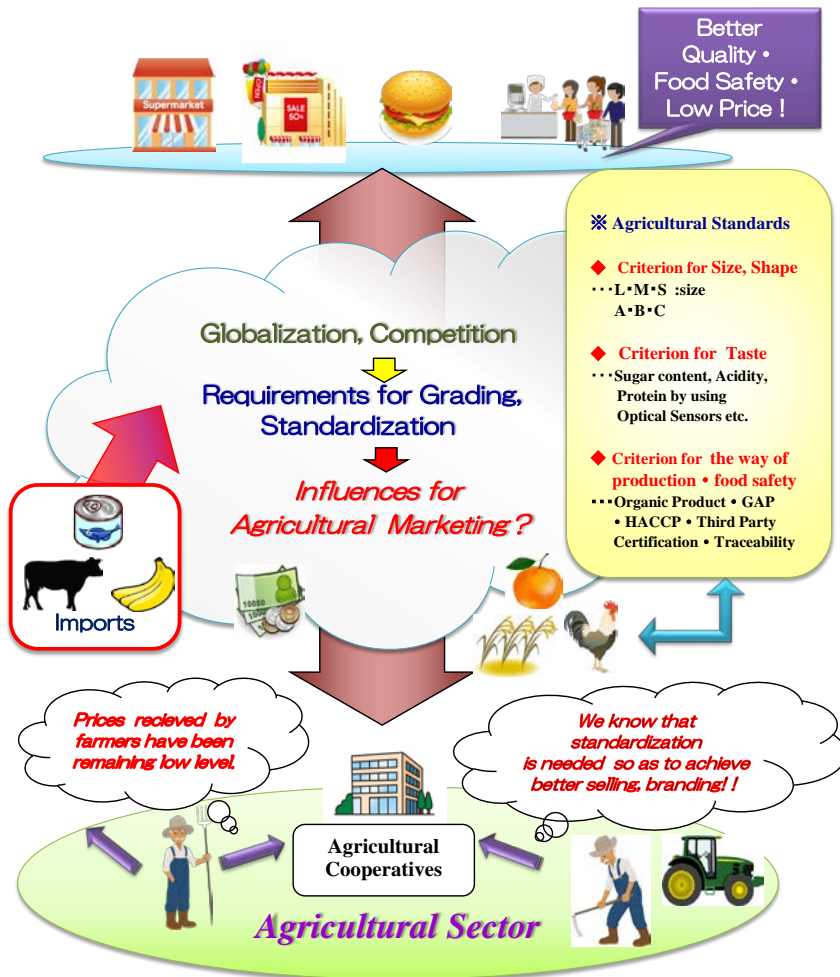 Better
Quality・
Food Safety・
Low Price！
Supermarket
OPEN
SALE
50%
※ Agricultural Standards
◆ Criterion for Size, Shape
･･･L･M･S :size
A･B･C
◆ Criterion for Taste
･･･Sugar content, Acidity,
Protein by using
Optical Sensors etc.
◆ Criterion for the way of
production・food safety
･･･Organic Product・GAP
・HACCP・Third Party
Certification・Traceability
Globalization, Competition
Requirements for Grading,
Standardization
Influences for
Agricultural Marketing？
Imports
10000
1000
Prices recieved by
farmers have been
remaining low level.
We know that
standardization
is needed so as to achieve
better selling, branding!！
Agricultural
Cooperatives
Agricultural Sector